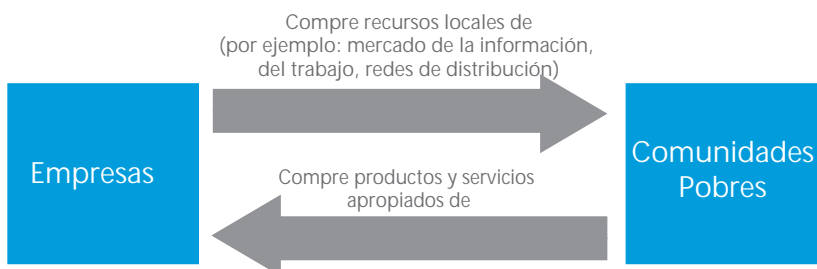 Compre recursos locales de
(por ejemplo: mercado de la información,
del trabajo, redes de distribución)
Empresas
Compre productos y servicios
apropiados de
Comunidades
Pobres